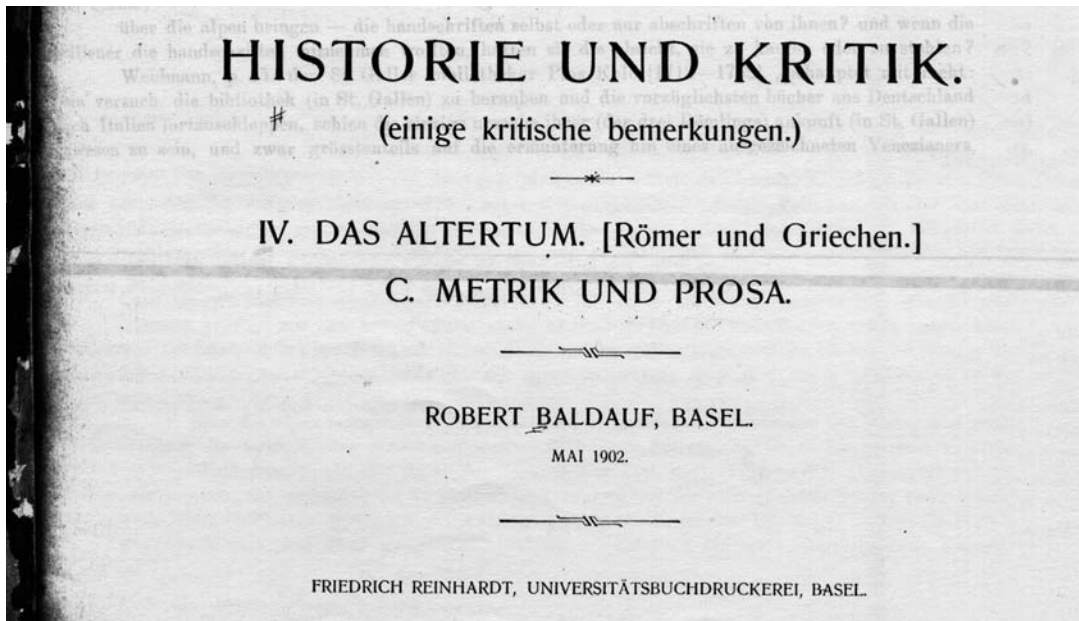 HISTORIE UND KRITIK.
(einige kritische bemerkungen.)
IV. DAS ALTERTUM. [Römer und Griechen.]
C. METRIK UND PROSA.
ROBERT BALDAUF, BASEL.
MAI 1902.
FRIEDRICH REINHARDT, UNIVERSITÄTSBUCHDRUCKEREI, BASEL.